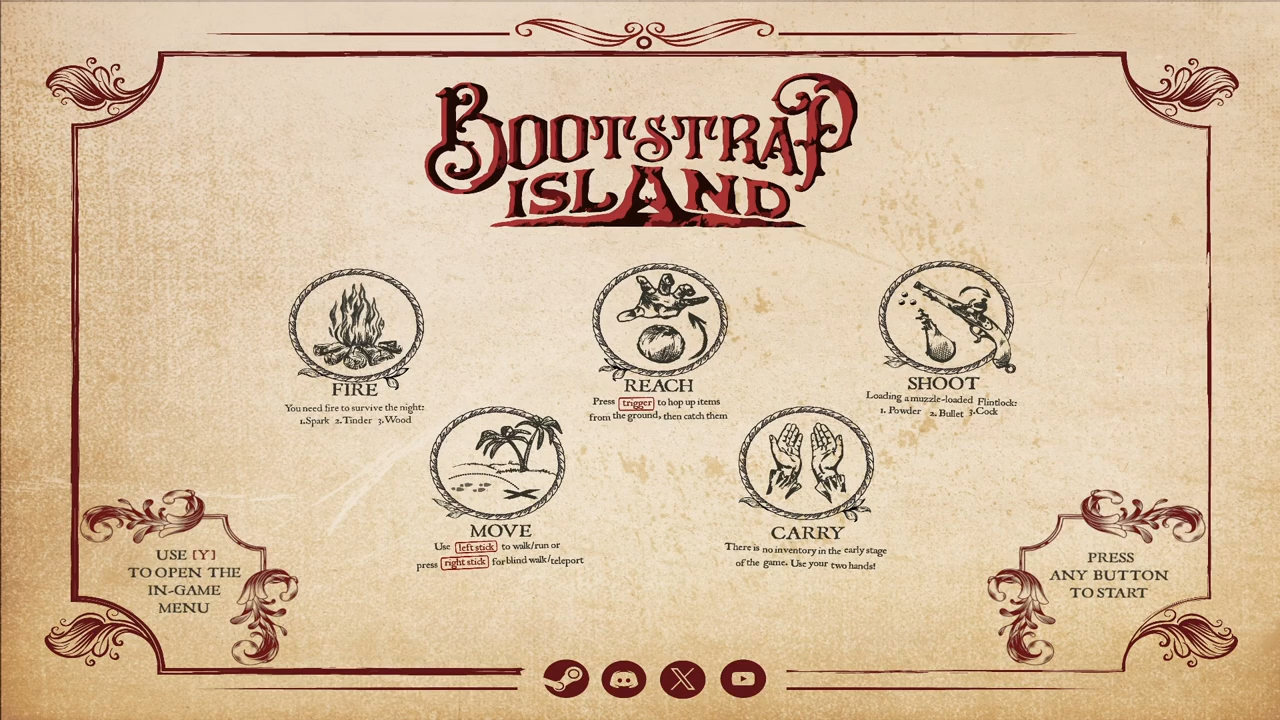 BOOTSTRAP
ISLAND
FIRE
You need fire to survive the night:
1.Spark 2.Tinder 3.Wood
REACH
Press trigger to hop up items
from the ground, then catch them
SHOOT
Loading a muzzle-loaded Flintlock:
1. Powder 2. Bullet 3.Cock
MOVE
Use left stick to walk/run or
press right stick for blind walk/teleport
CARRY
There is no inventory in the early stage
of the game. Use your two hands!
USE [Y]
TO OPEN THE
IN-GAME
MENU
PRESS
ANY BUTTON
TO START